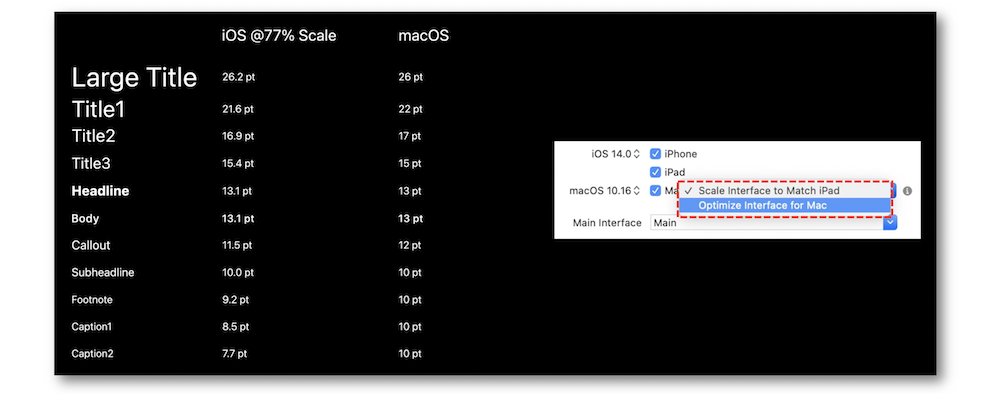 iOS @77% Scale macOS
Large Title 26.2 pt 26 pt
Title1 21.6 pt 22 pt
Title2 16.9 pt 17 pt
Title3 15.4 pt 15 pt
Headline 13.1 pt 13 pt
Body 13.1 pt 13 pt
Callout 11.5 pt 12 pt
Subheadline 10.0 pt 10 pt
Footnote 9.2 pt 10 pt
Caption1 8.5 pt 10 pt
Caption2 7.7 pt 10 pt
iOS 14.0 iPhone
iPad
macOS 10.16 Ma Scale Interface to Match iPad
Optimize Interface for Mac
Main Interface Main